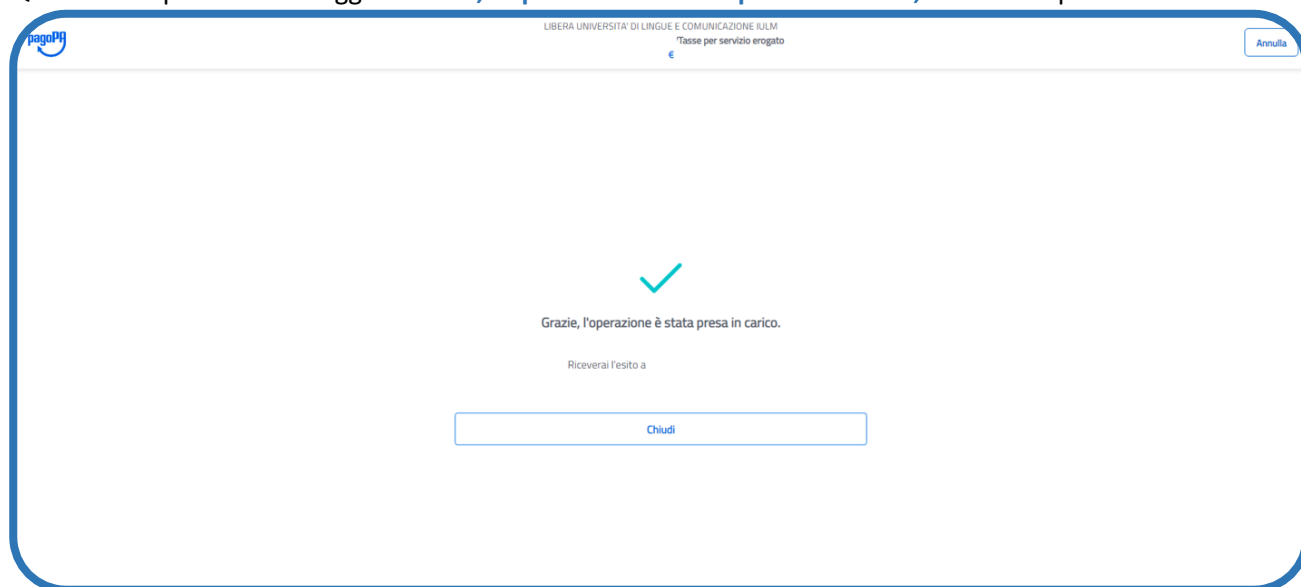 pagoPA
LIBERA UNIVERSITA' DI LINGUE E COMUNICAZIONE IULM
'Tasse per servizio erogato
€
Annulla
Grazie, l'operazione è stata presa in carico.
Riceverai l'esito a
Chiudi